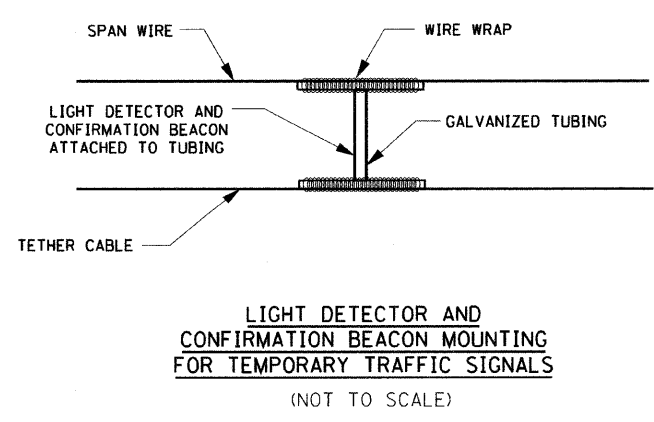 SPAN WIRE
WIRE WRAP
LIGHT DETECTOR AND
CONFIRMATION BEACON
ATTACHED TO TUBING
GALVANIZED TUBING
TETHER CABLE
LIGHT DETECTOR AND
CONFIRMATION BEACON MOUNTING
FOR TEMPORARY TRAFFIC SIGNALS
(NOT TO SCALE)